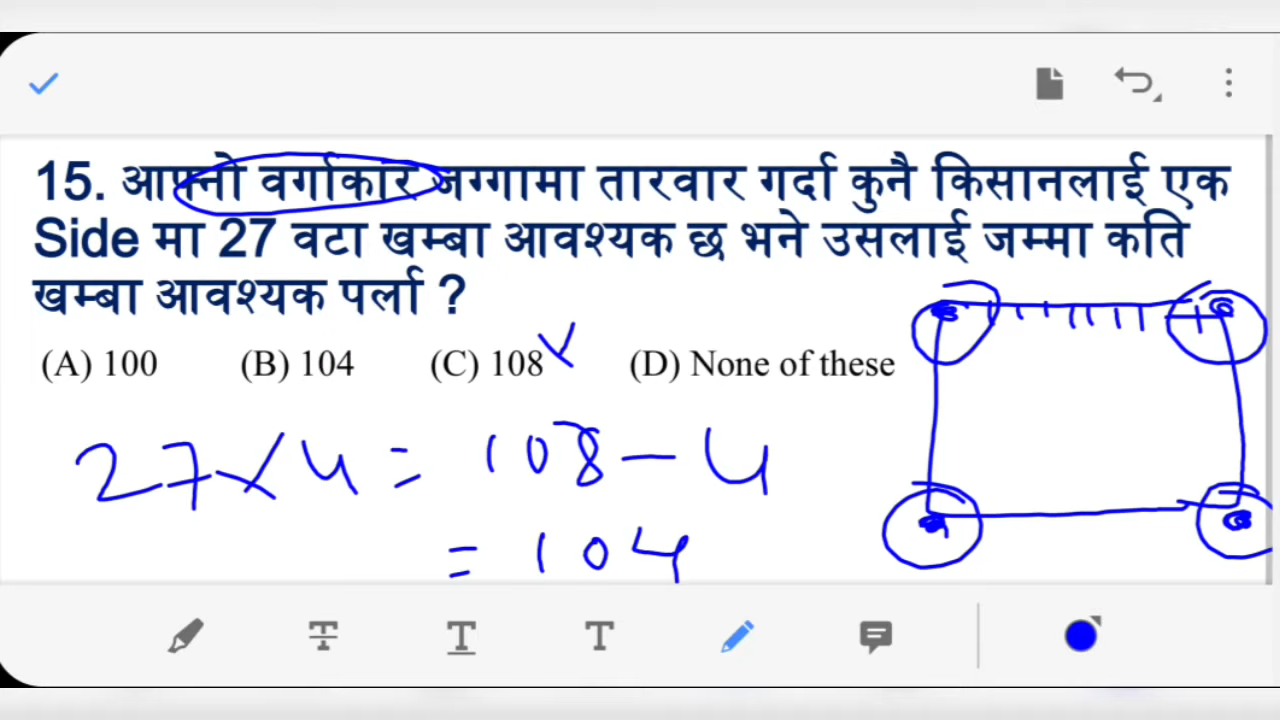 15. आफ्नो वर्गाकार जग्गामा तारवार गर्दा कुनै किसानलाई एक
Side मा 27 वटा खम्बा आवश्यक छ भने उसलाई जम्मा कति
खम्बा आवश्यक पर्ला ?
(A) 100 (B) 104 (C) 108 (D) None of these
27 × 4 = 108 - 4
= 104